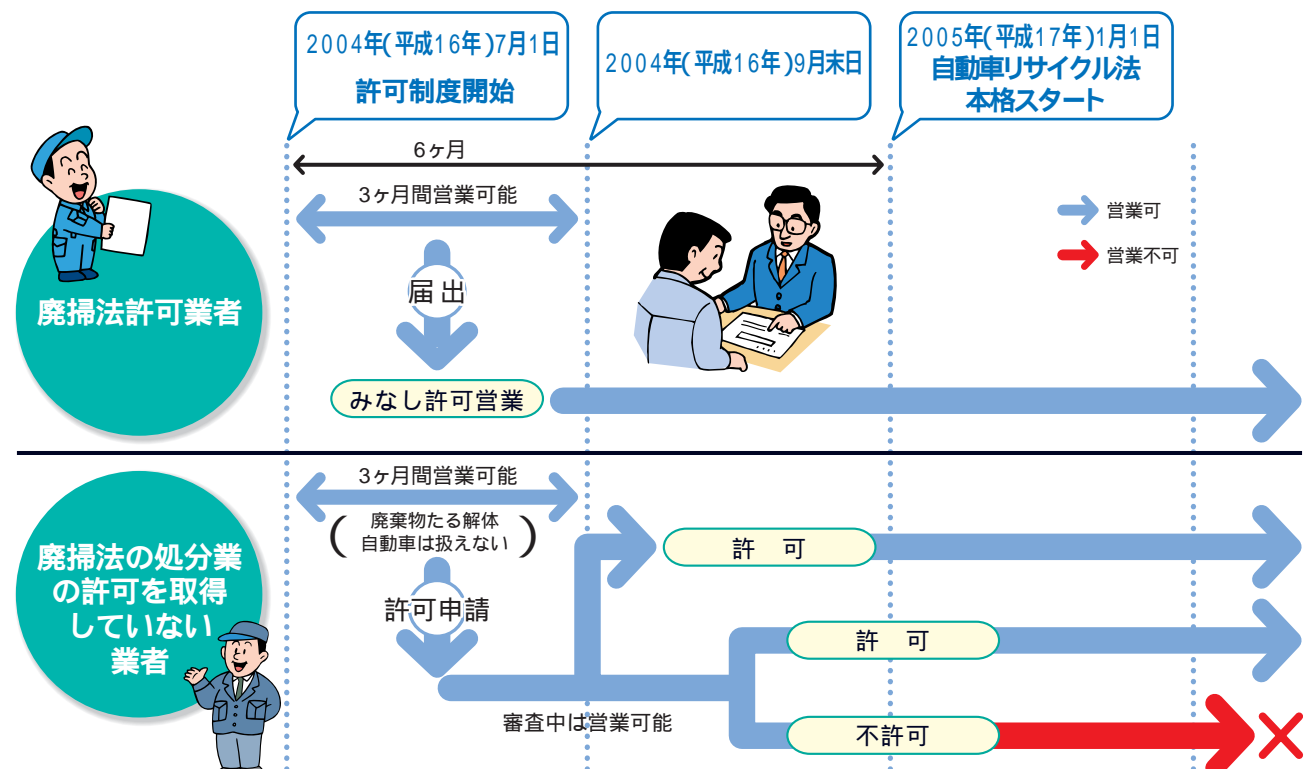 2004年(平成16年)7月1日
許可制度開始
2004年(平成16年)9月末日
2005年(平成17年)1月1日
自動車リサイクル法
本格スタート
6ヶ月
3ヶ月間営業可能
営業可
営業不可
届出
廃掃法許可業者
みなし許可営業
3ヶ月間営業可能
(廃棄物たる解体
自動車は扱えない)
許可
廃掃法の処分業
の許可を取得
していない
業者
許可申請
許可
審査中は営業可能
不許可